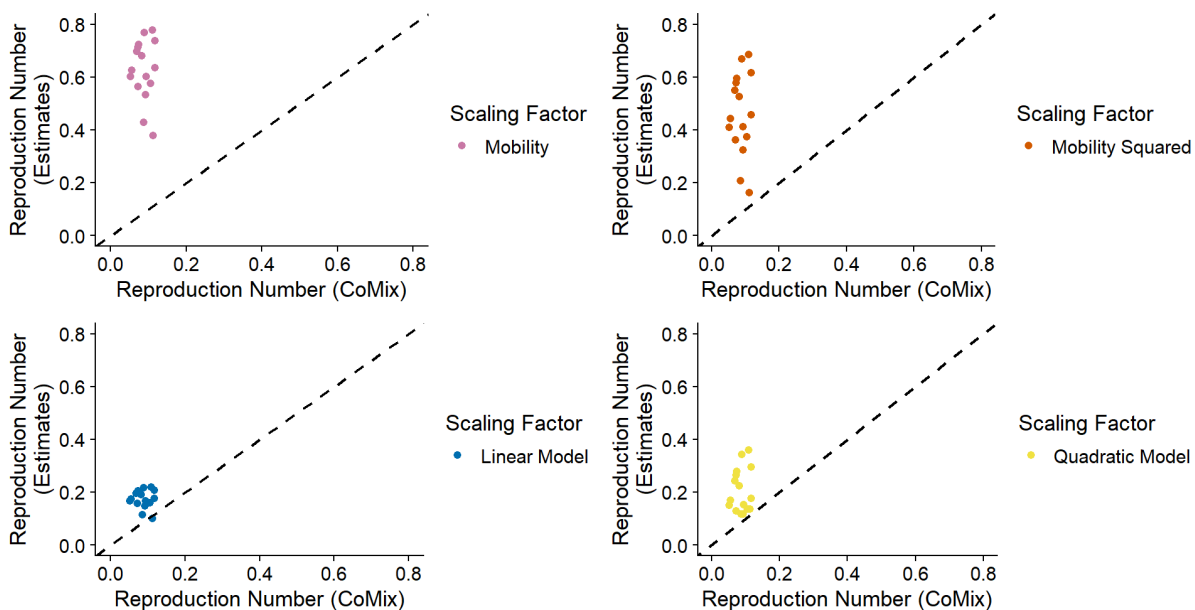 Reproduction Number
(Estimates)
0.8
0.6
0.4
0.2
0.0
0.0 0.2 0.4 0.6 0.8
Reproduction Number (CoMix)
Scaling Factor
Mobility
Reproduction Number
(Estimates)
0.8
0.6
0.4
0.2
0.0
0.0 0.2 0.4 0.6 0.8
Reproduction Number (CoMix)
Scaling Factor
Mobility Squared
Reproduction Number
(Estimates)
0.8
0.6
0.4
0.2
0.0
0.0 0.2 0.4 0.6 0.8
Reproduction Number (CoMix)
Scaling Factor
Linear Model
Reproduction Number
(Estimates)
0.8
0.6
0.4
0.2
0.0
0.0 0.2 0.4 0.6 0.8
Reproduction Number (CoMix)
Scaling Factor
Quadratic Model